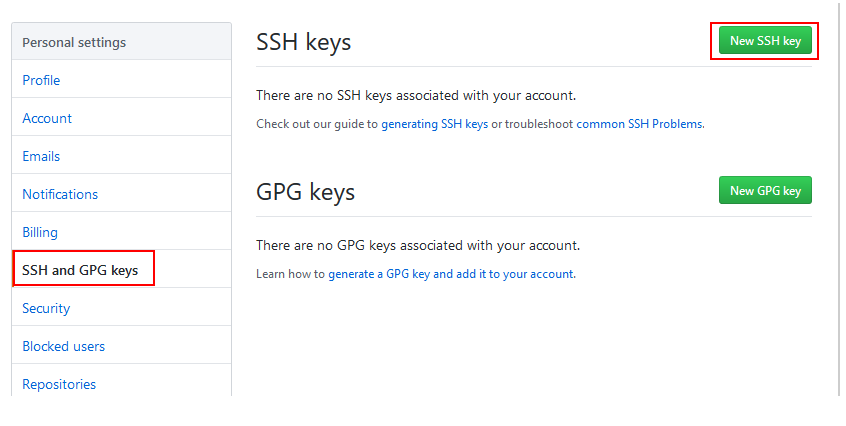 Personal settings
Profile
Account
Emails
Notifications
Billing
SSH and GPG keys
Security
Blocked users
Repositories
SSH keys
New SSH key
There are no SSH keys associated with your account.
Check out our guide to generating SSH keys or troubleshoot common SSH Problems.
GPG keys
New GPG key
There are no GPG keys associated with your account.
Learn how to generate a GPG key and add it to your account.